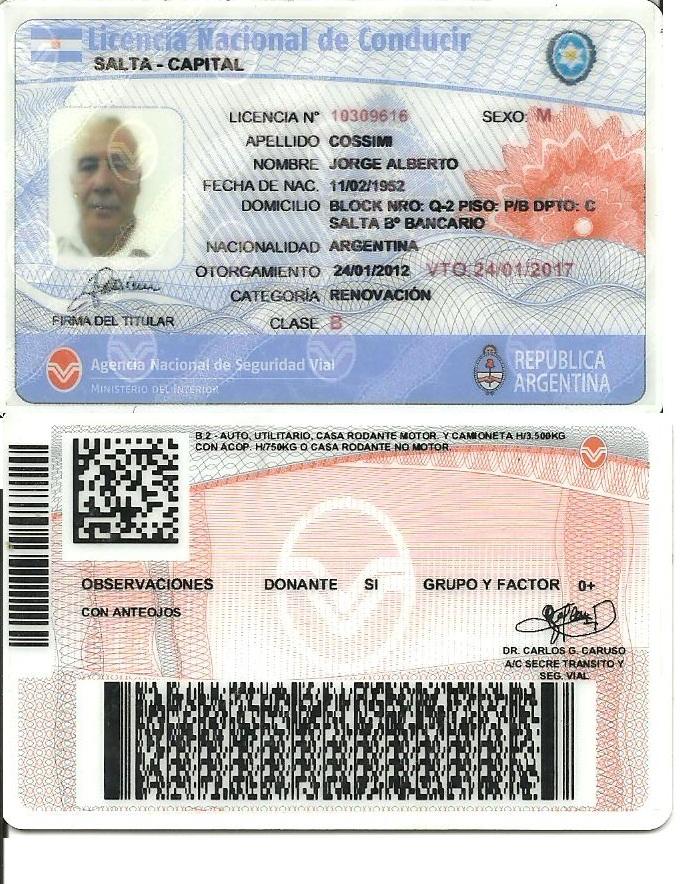 Licencia Nacional de Conducir
SALTA - CAPITAL
LICENCIA Nº 10309616 SEXO: M
APELLIDO COSSIMI
NOMBRE JORGE ALBERTO
FECHA DE NAC. 11/02/1952
DOMICILIO BLOCK NRO: Q-2 PISO: P/B DPTO: C
SALTA Bº BANCARIO
NACIONALIDAD ARGENTINA
OTORGAMIENTO 24/01/2012 VTO.24/01/2017
CATEGORÍA RENOVACIÓN
FIRMA DEL TITULAR
CLASE B
Agencia Nacional de Seguridad Vial
MINISTERIO DEL INTERIOR
REPUBLICA
ARGENTINA
B.2 - AUTO, UTILITARIO, CASA RODANTE MOTOR. Y CAMIONETA H/3.500KG
CON ACOP. H/750KG O CASA RODANTE NO MOTOR.
OBSERVACIONES DONANTE SI GRUPO Y FACTOR 0+
CON ANTEOJOS
DR. CARLOS G. CARUSO
A/C SECRE TRANSITO Y
SEG. VIAL